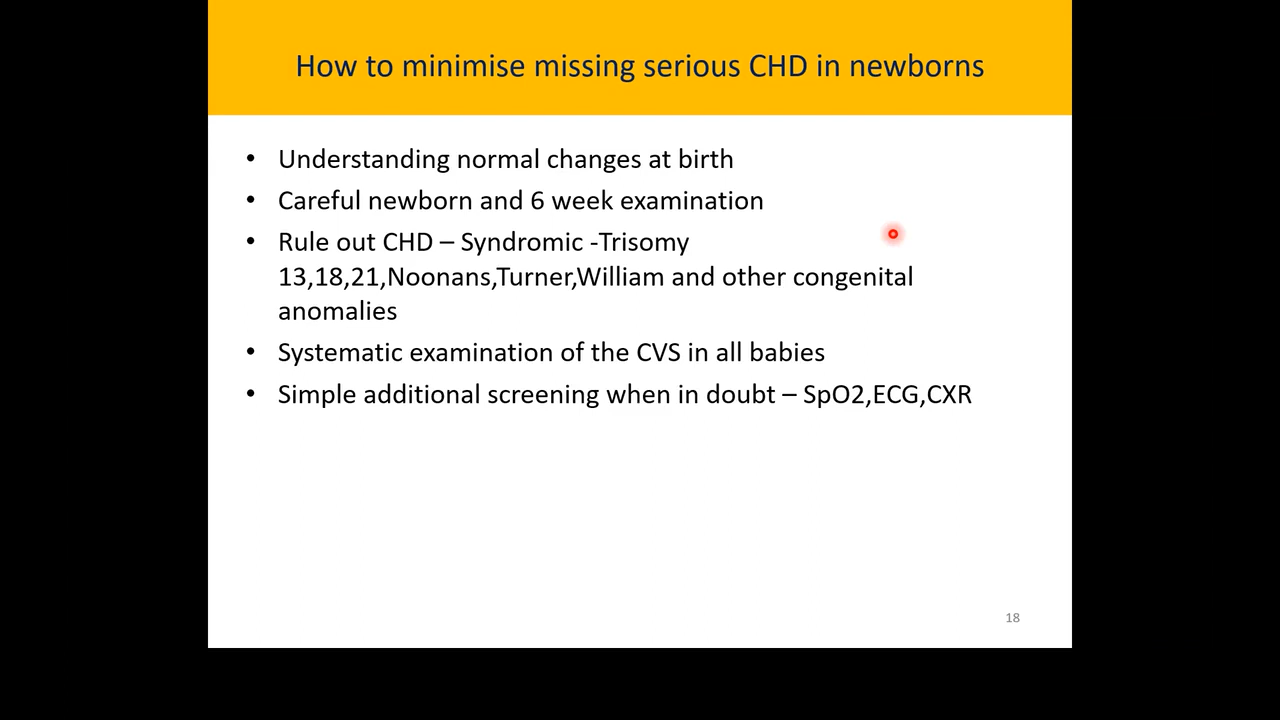 How to minimise missing serious CHD in newborns
• Understanding normal changes at birth
• Careful newborn and 6 week examination
• Rule out CHD – Syndromic -Trisomy
13,18,21,Noonans,Turner,William and other congenital
anomalies
• Systematic examination of the CVS in all babies
• Simple additional screening when in doubt – SpO2,ECG,CXR
18